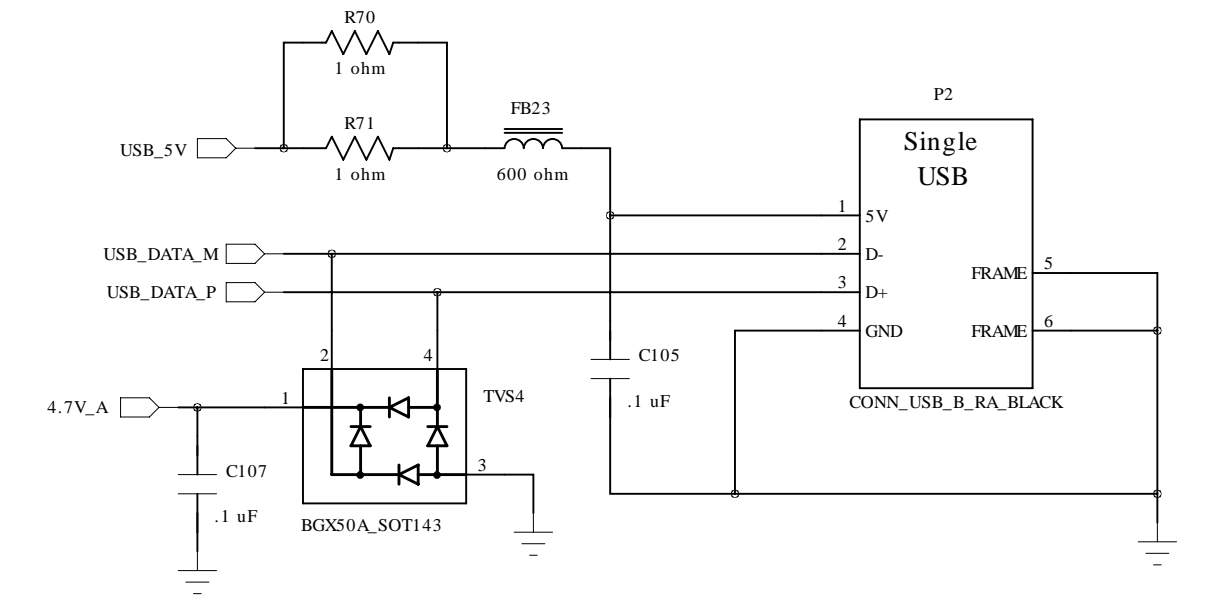 R70
1 ohm
P2
FB23
R71
Single
USB
USB_5V
1 ohm
600 ohm
1
5V
USB_DATA_M
2
D-
5
FRAME
USB_DATA_P
3
D+
4
GND
FRAME
6
2
4
C105
1
TVS4
4.7V_A
.1 uF
CONN_USB_B_RA_BLACK
C107
3
.1 uF
BGX50A_SOT143